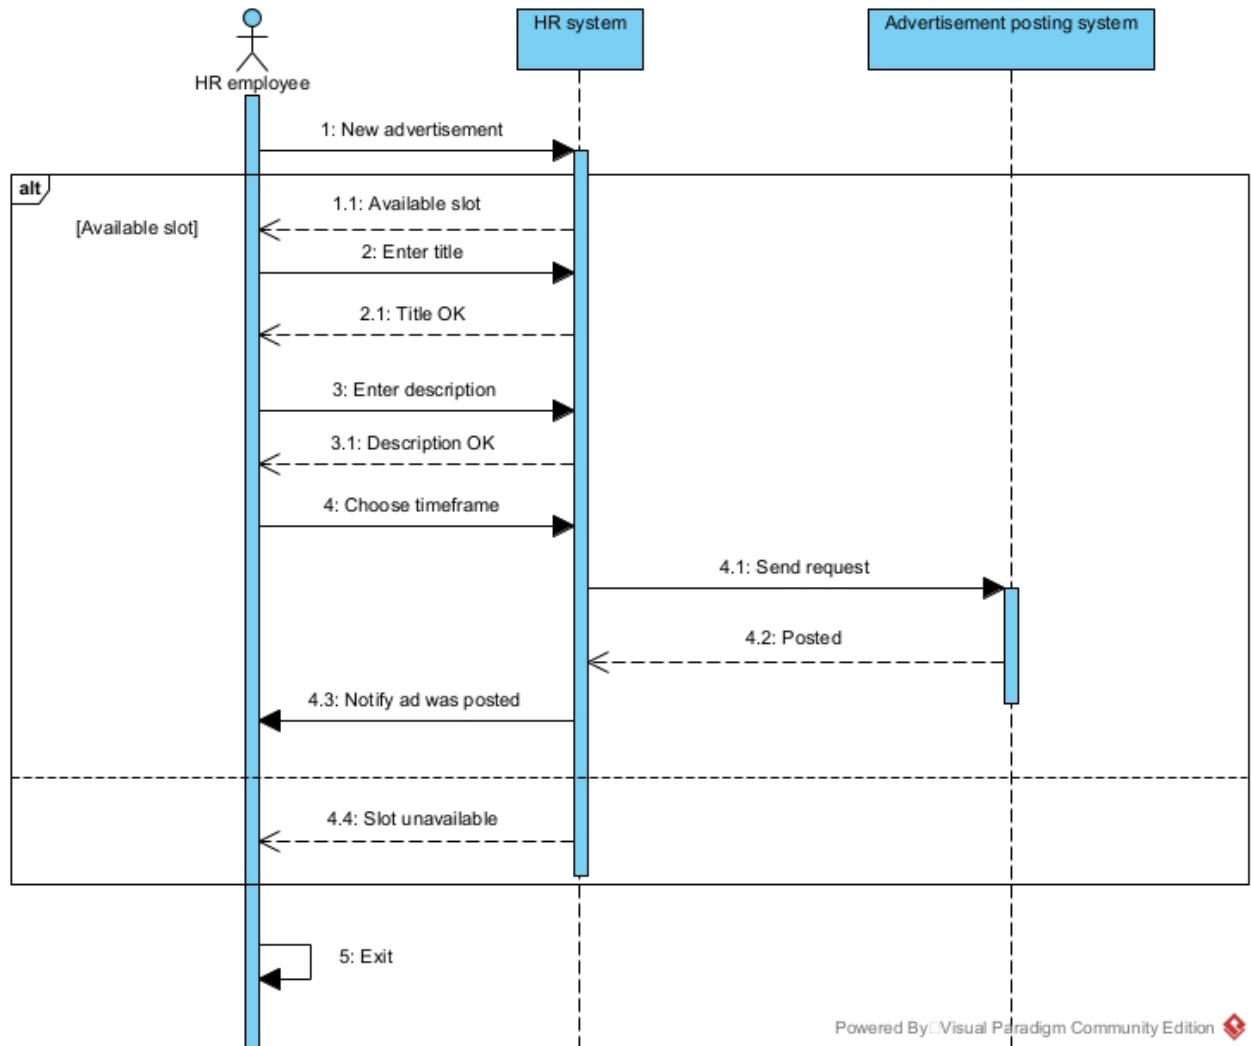 HR system
Advertisement posting system
HR employee
1: New advertisement
alt
1.1: Available slot
[Available slot]
2: Enter title
2.1: Title OK
3: Enter description
3.1: Description OK
4: Choose timeframe
4.1: Send request
4.2: Posted
4.3: Notify ad was posted
4.4: Slot unavailable
5: Exit
Powered By Visual Paradigm Community Edition